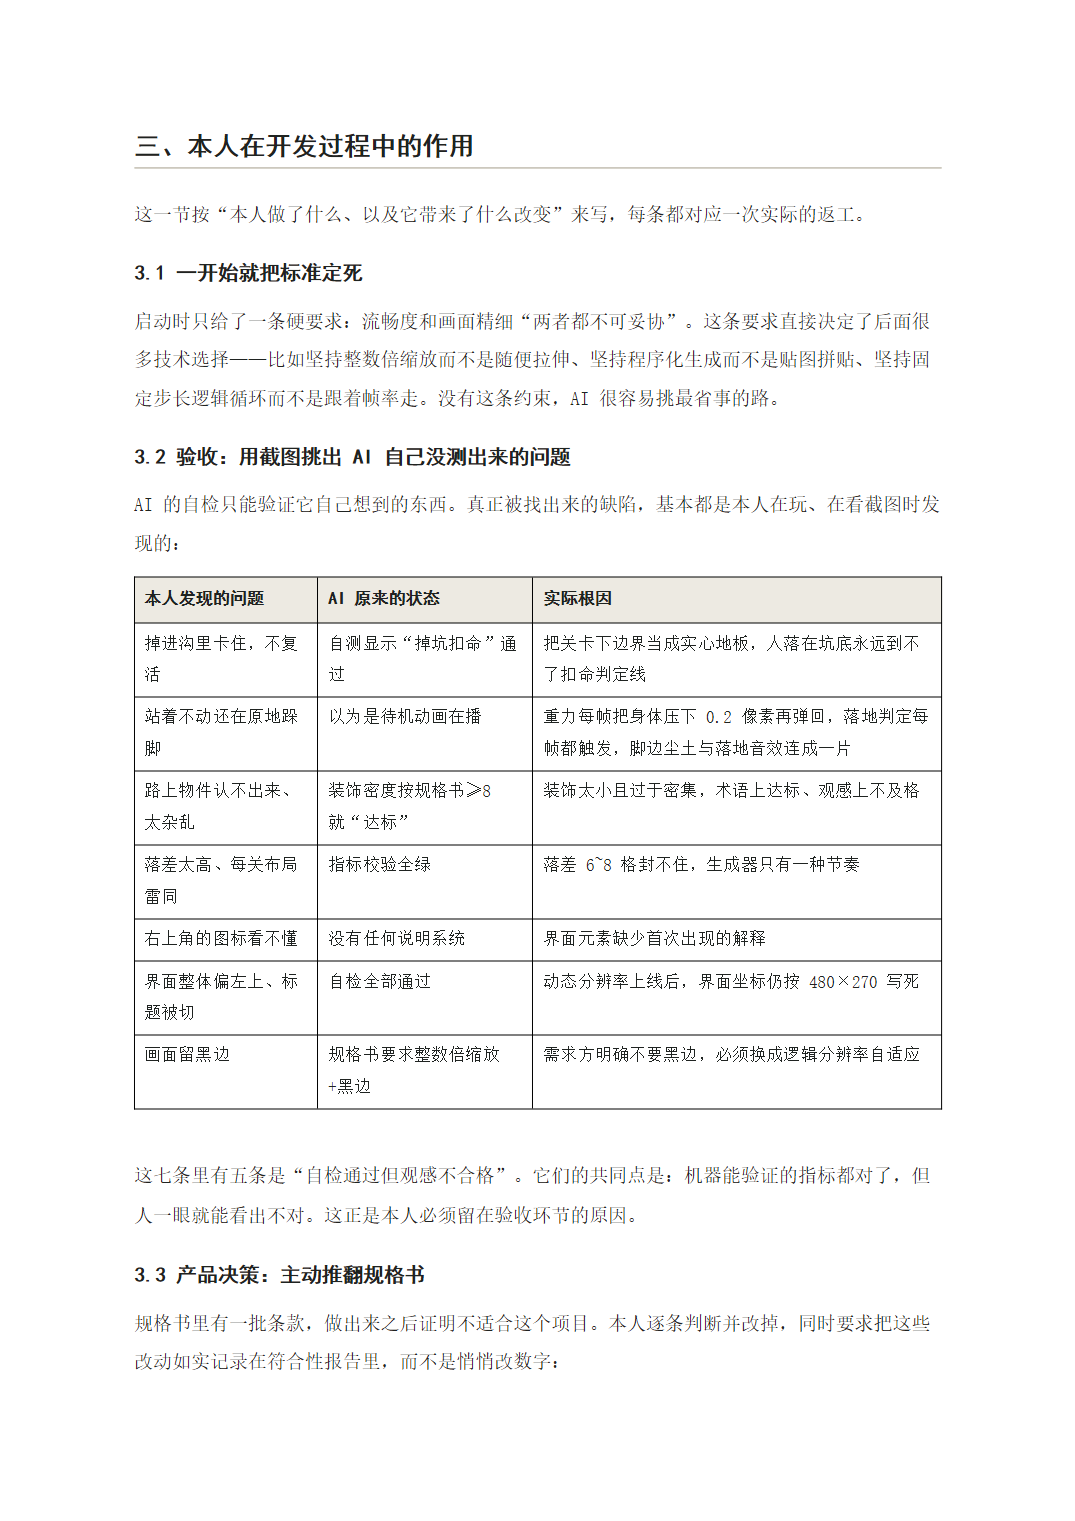 三、本人在开发过程中的作用
这一节按“本人做了什么、以及它带来了什么改变”来写，每条都对应一次实际的返工。
3.1 一开始就把标准定死
启动时只给了一条硬要求：流畅度和画面精细“两者都不可妥协”。这条要求直接决定了后面很
多技术选择——比如坚持整数倍缩放而不是随便拉伸、坚持程序化生成而不是贴图拼贴、坚持固
定步长逻辑循环而不是跟着帧率走。没有这条约束，AI 很容易挑最省事的路。
3.2 验收：用截图挑出 AI 自己没测出来的问题
AI 的自检只能验证它自己想到的东西。真正被找出来的缺陷，基本都是本人在玩、在看截图时发
现的：
本人发现的问题 AI 原来的状态 实际根因
掉进沟里卡住，不复 自测显示“掉坑扣命”通 把关卡下边界当成实心地板，人落在坑底永远到不
活 过 了扣命判定线
站着不动还在原地跺 以为是待机动画在播 重力每帧把身体压下 0.2 像素再弹回，落地判定每
脚 帧都触发，脚边尘土与落地音效连成一片
路上物件认不出来、 装饰密度按规格书≥8 装饰太小且过于密集，术语上达标、观感上不及格
太杂乱 就“达标”
落差太高、每关布局 指标校验全绿 落差 6~8 格封不住，生成器只有一种节奏
雷同
右上角的图标看不懂 没有任何说明系统 界面元素缺少首次出现的解释
界面整体偏左上、标 自检全部通过 动态分辨率上线后，界面坐标仍按 480×270 写死
题被切
画面留黑边 规格书要求整数倍缩放 需求方明确不要黑边，必须换成逻辑分辨率自适应
+黑边
这七条里有五条是“自检通过但观感不合格”。它们的共同点是：机器能验证的指标都对了，但
人一眼就能看出不对。这正是本人必须留在验收环节的原因。
3.3 产品决策：主动推翻规格书
规格书里有一批条款，做出来之后证明不适合这个项目。本人逐条判断并改掉，同时要求把这些
改动如实记录在符合性报告里，而不是悄悄改数字：